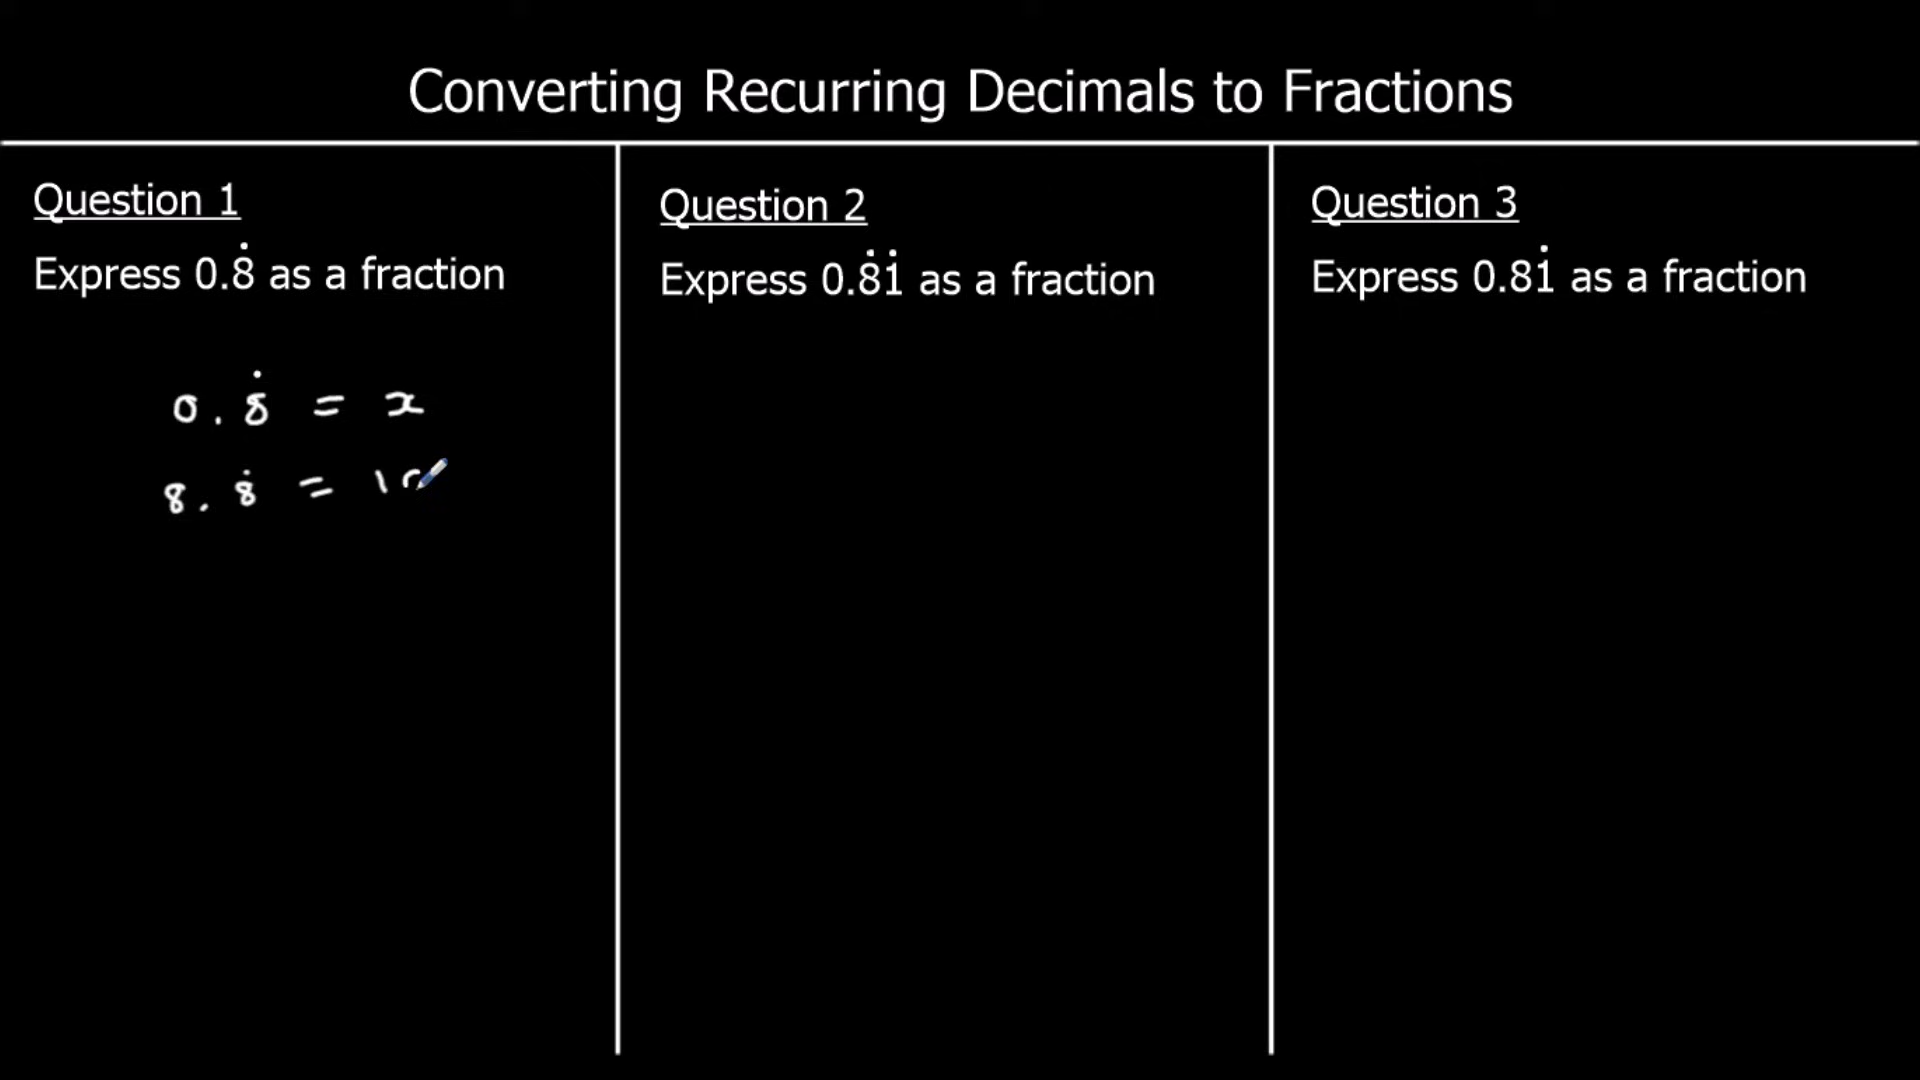 Converting Recurring Decimals to Fractions
Question 1
Express 0.8̇ as a fraction
0.8̇ = x
8.8̇ = 10
Question 2
Express 0.8̇1̇ as a fraction
Question 3
Express 0.81̇ as a fraction